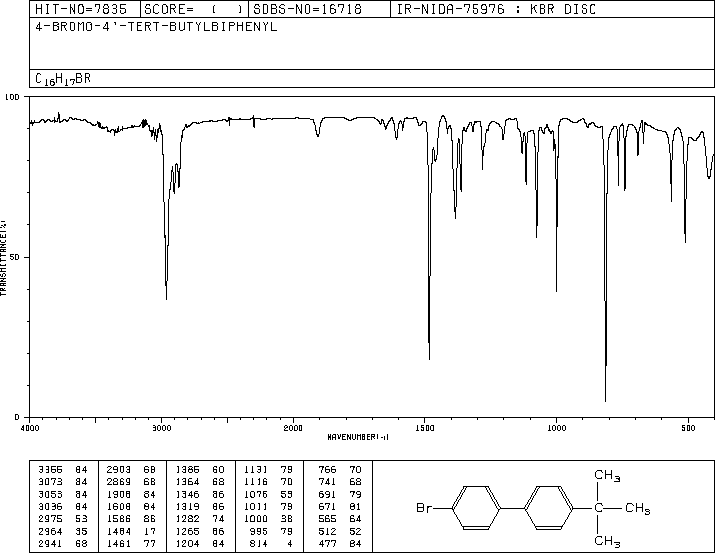 HIT-NO=7835 SCORE= ( ) SDBS-NO=16718 IR-NIDA-75976 : KBR DISC
4-BROMO-4'-TERT-BUTYLBIPHENYL
C16H17BR
100
50
0
TRANSMITTANCE(%)
4000 3000 2000 1500 1000 500
WAVENUMBER(-1)
3366 84 2903 68 1386 60 1131 79 766 70
3073 84 2869 68 1364 68 1116 70 741 68
3053 84 1908 84 1346 86 1076 53 691 79
3036 84 1608 84 1319 86 1011 79 671 81
2975 53 1586 86 1282 74 1000 38 565 64
2964 35 1484 17 1265 86 995 79 512 52
2941 68 1461 77 1204 84 814 4 477 84
CH3
Br
CH3
CH3